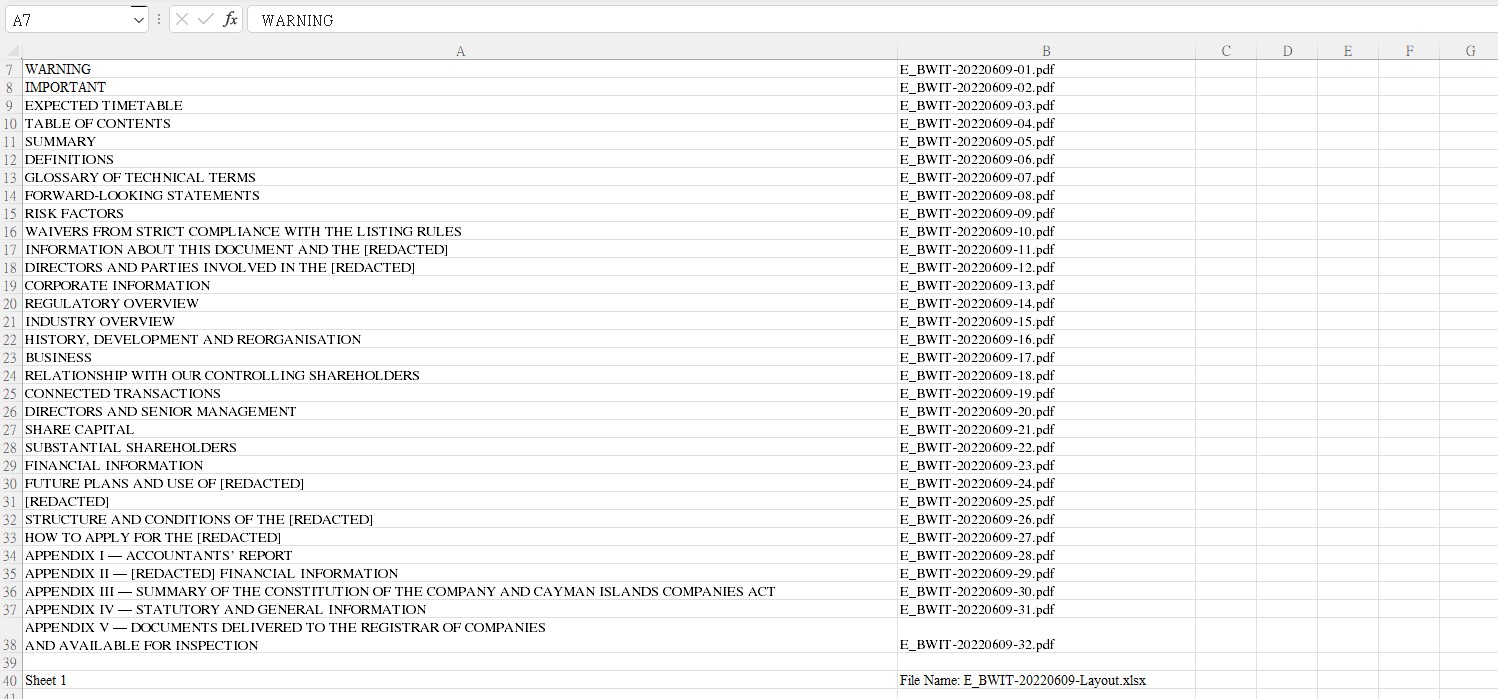 A7 fx WARNING
A B C D E F G
7 WARNING E_BWIT-20220609-01.pdf
8 IMPORTANT E_BWIT-20220609-02.pdf
9 EXPECTED TIMETABLE E_BWIT-20220609-03.pdf
10 TABLE OF CONTENTS E_BWIT-20220609-04.pdf
11 SUMMARY E_BWIT-20220609-05.pdf
12 DEFINITIONS E_BWIT-20220609-06.pdf
13 GLOSSARY OF TECHNICAL TERMS E_BWIT-20220609-07.pdf
14 FORWARD-LOOKING STATEMENTS E_BWIT-20220609-08.pdf
15 RISK FACTORS E_BWIT-20220609-09.pdf
16 WAIVERS FROM STRICT COMPLIANCE WITH THE LISTING RULES E_BWIT-20220609-10.pdf
17 INFORMATION ABOUT THIS DOCUMENT AND THE [REDACTED] E_BWIT-20220609-11.pdf
18 DIRECTORS AND PARTIES INVOLVED IN THE [REDACTED] E_BWIT-20220609-12.pdf
19 CORPORATE INFORMATION E_BWIT-20220609-13.pdf
20 REGULATORY OVERVIEW E_BWIT-20220609-14.pdf
21 INDUSTRY OVERVIEW E_BWIT-20220609-15.pdf
22 HISTORY, DEVELOPMENT AND REORGANISATION E_BWIT-20220609-16.pdf
23 BUSINESS E_BWIT-20220609-17.pdf
24 RELATIONSHIP WITH OUR CONTROLLING SHAREHOLDERS E_BWIT-20220609-18.pdf
25 CONNECTED TRANSACTIONS E_BWIT-20220609-19.pdf
26 DIRECTORS AND SENIOR MANAGEMENT E_BWIT-20220609-20.pdf
27 SHARE CAPITAL E_BWIT-20220609-21.pdf
28 SUBSTANTIAL SHAREHOLDERS E_BWIT-20220609-22.pdf
29 FINANCIAL INFORMATION E_BWIT-20220609-23.pdf
30 FUTURE PLANS AND USE OF [REDACTED] E_BWIT-20220609-24.pdf
31 [REDACTED] E_BWIT-20220609-25.pdf
32 STRUCTURE AND CONDITIONS OF THE [REDACTED] E_BWIT-20220609-26.pdf
33 HOW TO APPLY FOR THE [REDACTED] E_BWIT-20220609-27.pdf
34 APPENDIX I — ACCOUNTANTS’ REPORT E_BWIT-20220609-28.pdf
35 APPENDIX II — [REDACTED] FINANCIAL INFORMATION E_BWIT-20220609-29.pdf
36 APPENDIX III — SUMMARY OF THE CONSTITUTION OF THE COMPANY AND CAYMAN ISLANDS COMPANIES ACT E_BWIT-20220609-30.pdf
37 APPENDIX IV — STATUTORY AND GENERAL INFORMATION E_BWIT-20220609-31.pdf
APPENDIX V — DOCUMENTS DELIVERED TO THE REGISTRAR OF COMPANIES
38 AND AVAILABLE FOR INSPECTION E_BWIT-20220609-32.pdf
39
40 Sheet 1 File Name: E_BWIT-20220609-Layout.xlsx